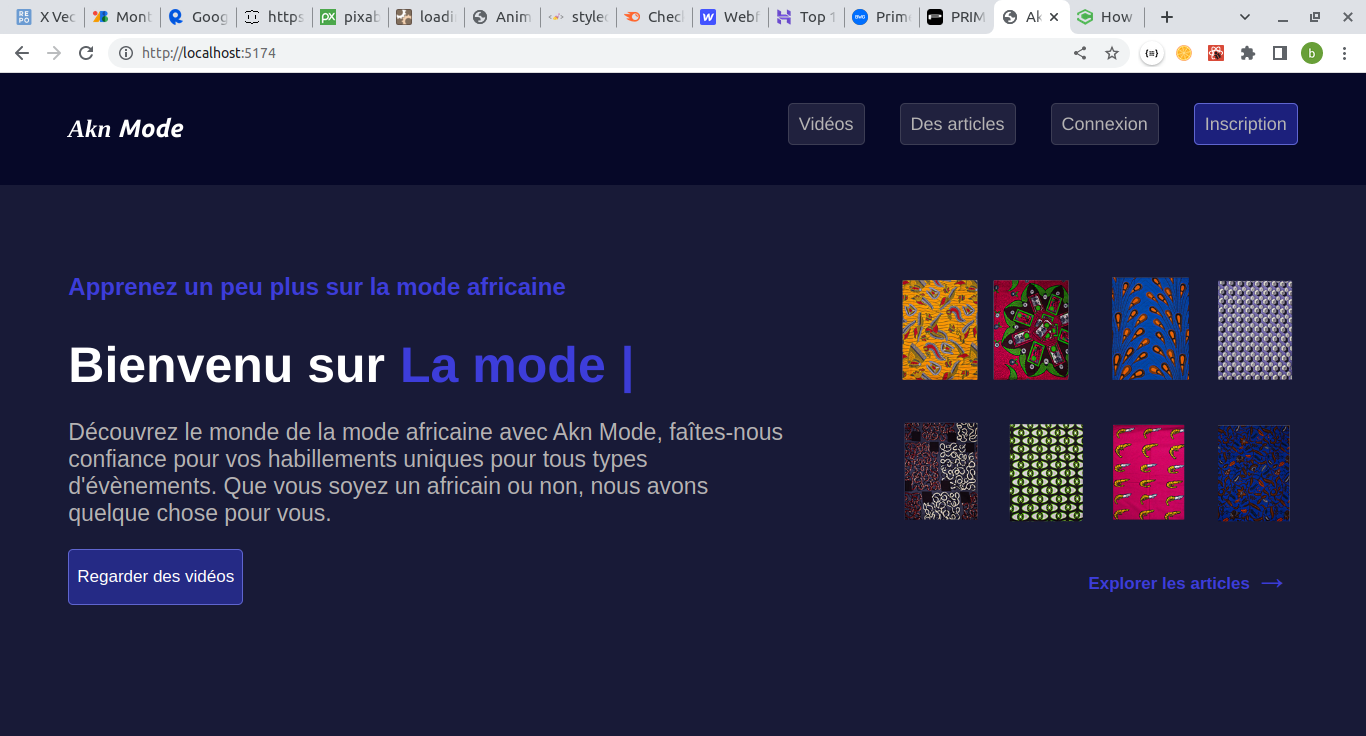 X Vec
Mont
Goog
https
pixab
loadi
Anim
style
Check
Webf
Top 1
Prime
PRIM
Ak
How
http://localhost:5174
b
Akn Mode
Vidéos
Des articles
Connexion
Inscription
Apprenez un peu plus sur la mode africaine
Bienvenu sur La mode |
Découvrez le monde de la mode africaine avec Akn Mode, faîtes-nous
confiance pour vos habillements uniques pour tous types
d'évènements. Que vous soyez un africain ou non, nous avons
quelque chose pour vous.
Regarder des vidéos
Explorer les articles →